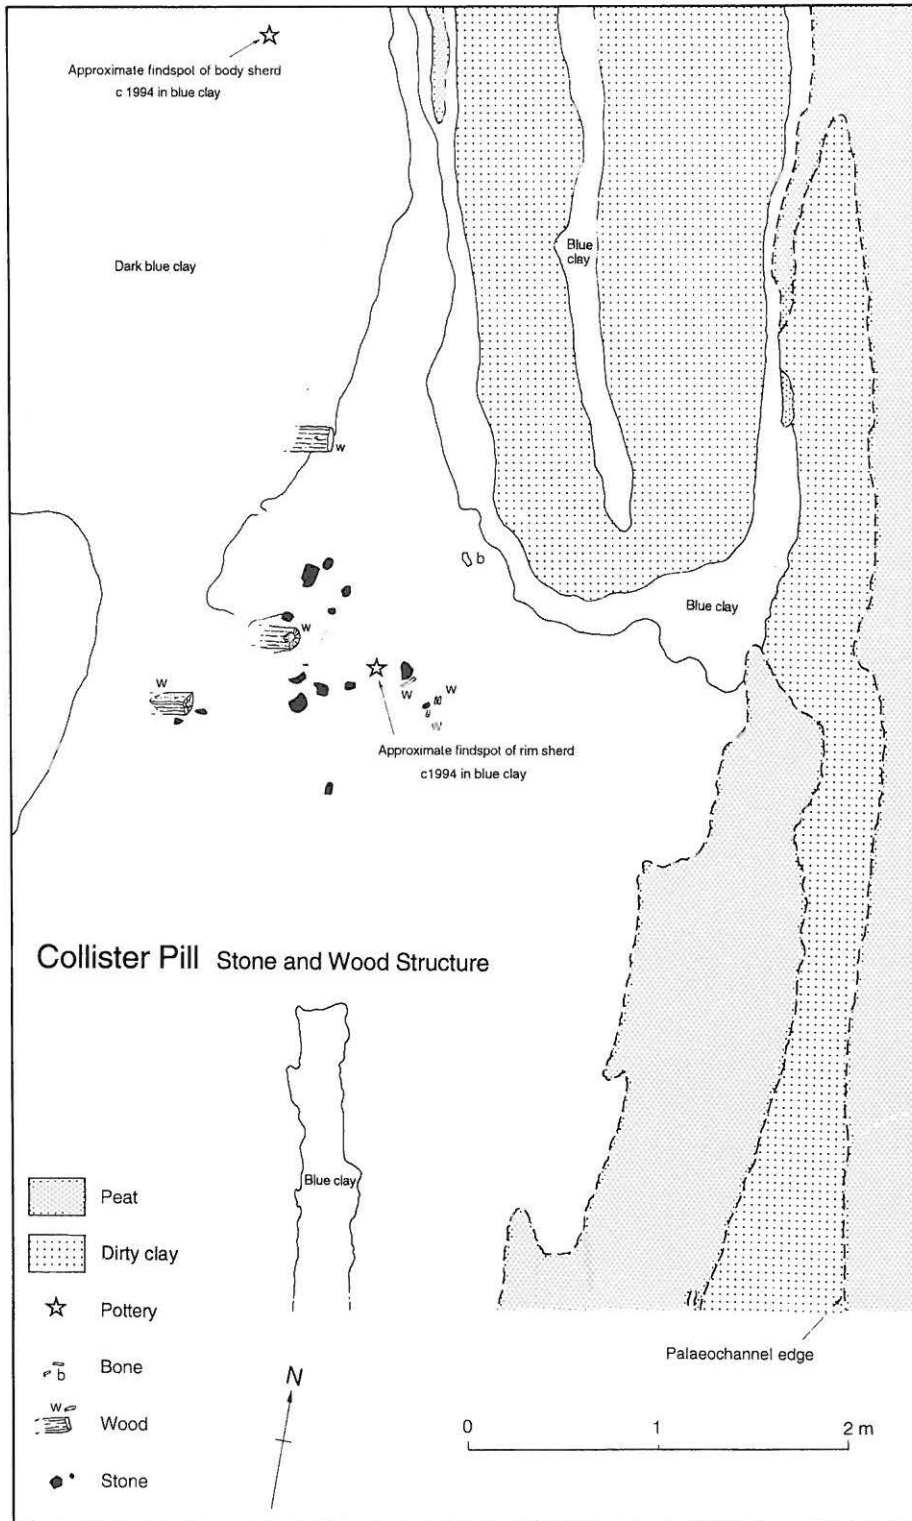 Approximate findspot of body sherd
c 1994 in blue clay
Dark blue clay
Blue
clay
w
b
Blue clay
w
w
w
w
w
Approximate findspot of rim sherd
c1994 in blue clay
Collister Pill Stone and Wood Structure
Blue clay
Peat
Dirty clay
Pottery
b
Bone
w
Wood
Stone
N
Palaeochannel edge
0 1 2 m